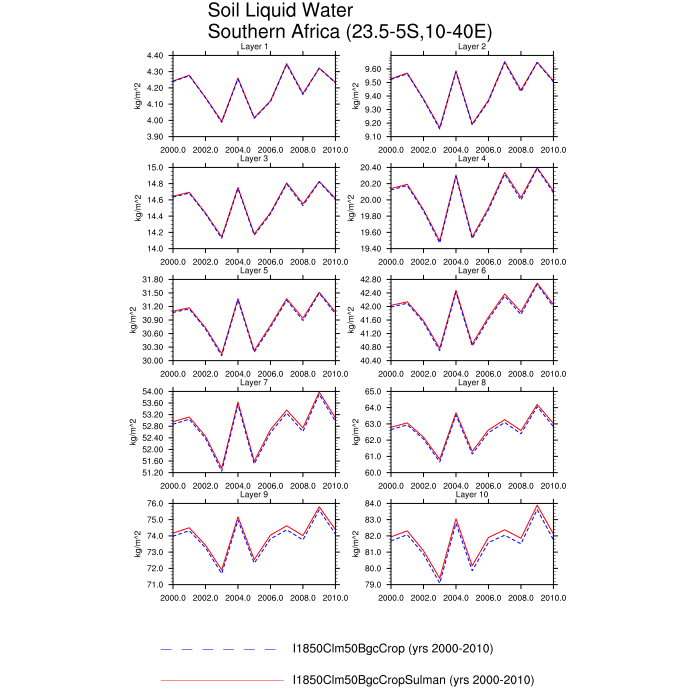 Soil Liquid Water
Southern Africa (23.5-5S,10-40E)
Layer 1
4.40
4.30
4.20
4.10
4.00
3.90
kg/m^2
2000.0 2002.0 2004.0 2006.0 2008.0 2010.0
Layer 2
9.60
9.50
9.40
9.30
9.20
9.10
kg/m^2
2000.0 2002.0 2004.0 2006.0 2008.0 2010.0
Layer 3
15.0
14.8
14.6
14.4
14.2
14.0
kg/m^2
2000.0 2002.0 2004.0 2006.0 2008.0 2010.0
Layer 4
20.40
20.20
20.00
19.80
19.60
19.40
kg/m^2
2000.0 2002.0 2004.0 2006.0 2008.0 2010.0
Layer 5
31.80
31.50
31.20
30.90
30.60
30.30
30.00
kg/m^2
2000.0 2002.0 2004.0 2006.0 2008.0 2010.0
Layer 6
42.80
42.40
42.00
41.60
41.20
40.80
40.40
kg/m^2
2000.0 2002.0 2004.0 2006.0 2008.0 2010.0
Layer 7
54.00
53.60
53.20
52.80
52.40
52.00
51.60
51.20
kg/m^2
2000.0 2002.0 2004.0 2006.0 2008.0 2010.0
Layer 8
65.0
64.0
63.0
62.0
61.0
60.0
kg/m^2
2000.0 2002.0 2004.0 2006.0 2008.0 2010.0
Layer 9
76.0
75.0
74.0
73.0
72.0
71.0
kg/m^2
2000.0 2002.0 2004.0 2006.0 2008.0 2010.0
Layer 10
84.0
83.0
82.0
81.0
80.0
79.0
kg/m^2
2000.0 2002.0 2004.0 2006.0 2008.0 2010.0
I1850Clm50BgcCrop (yrs 2000-2010)
I1850Clm50BgcCropSulman (yrs 2000-2010)